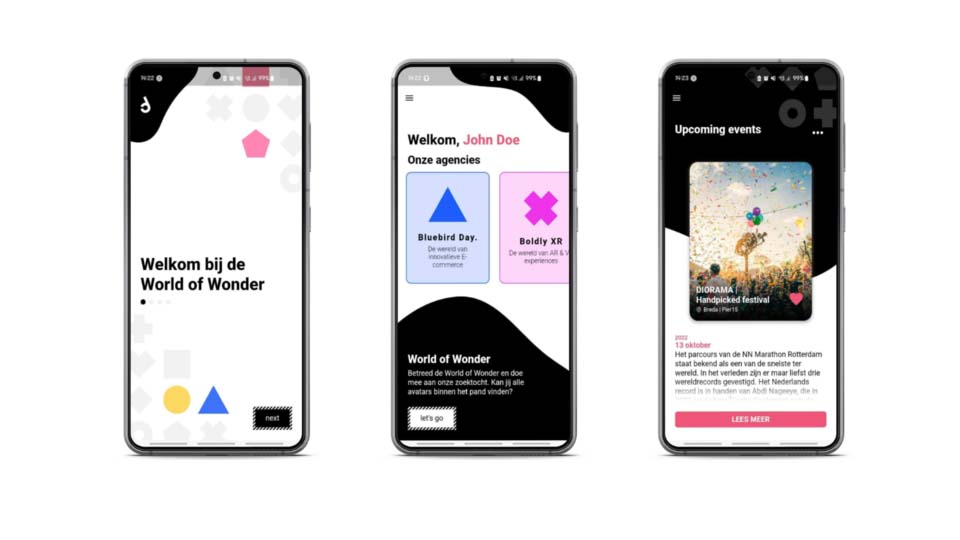 14:22
99%
Welkom bij de
World of Wonder
next
14:22
99%
Welkom, John Doe
Onze agencies
Bluebird Day.
De wereld van
innovatieve E-
commerce
Boldly XR
De wereld van AR & V
experiences
World of Wonder
Betreed de World of Wonder en doe
mee aan onze zoektocht. Kan jij alle
avatars binnen het pand vinden?
let's go
14:23
99%
Upcoming events
DIORAMA |
Handpicked festival
Breda | Pier15
2022
13 oktober
Het parcours van de NN Marathon Rotterdam
staat bekend als een van de snelste ter
wereld. In het verleden zijn er maar liefst drie
wereldrecords gevestigd. Het Nederlands
record is in handen van Abdi Nageeye, die in
LEES MEER